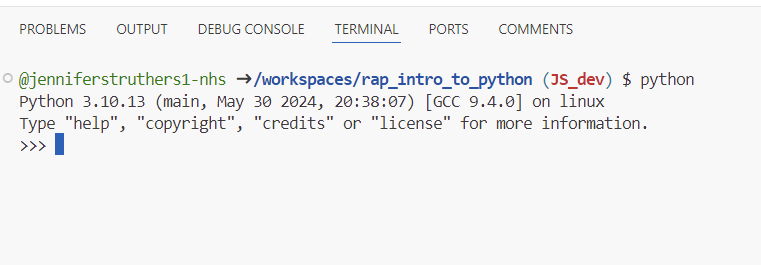 PROBLEMS OUTPUT DEBUG CONSOLE TERMINAL PORTS COMMENTS
@jenniferstruthers1-nhs ➜/workspaces/rap_intro_to_python (JS_dev) $ python
Python 3.10.13 (main, May 30 2024, 20:38:07) [GCC 9.4.0] on linux
Type "help", "copyright", "credits" or "license" for more information.
>>>